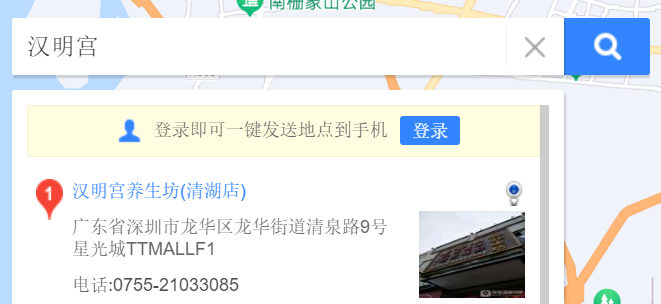 南栅象山公园
汉明宫
登录即可一键发送地点到手机
登录
1
汉明宫养生坊(清湖店)
广东省深圳市龙华区龙华街道清泉路9号
星光城TTMALLF1
电话:0755-21033085